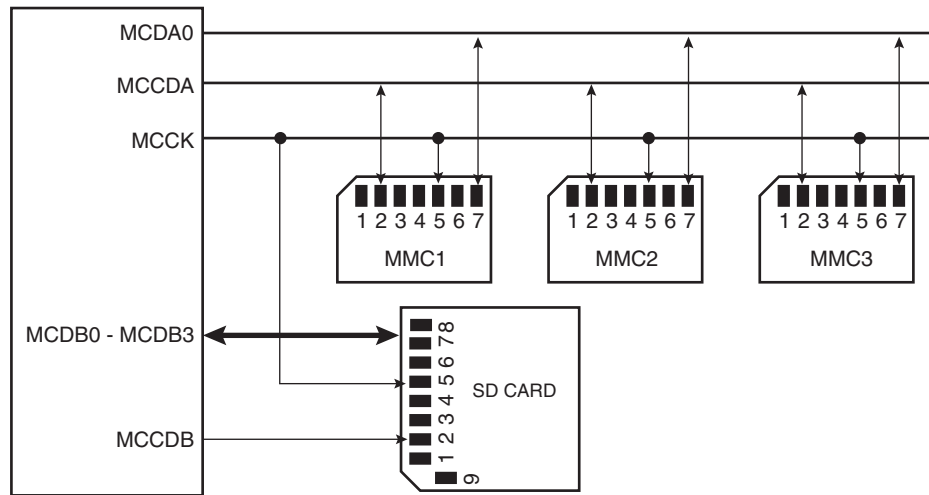 MCDA0
MCCDA
MCCK
1 2 3 4 5 6 7
MMC1
1 2 3 4 5 6 7
MMC2
1 2 3 4 5 6 7
MMC3
MCDB0 - MCDB3
MCCDB
1 2 3 4 5 6 7 8
9
SD CARD